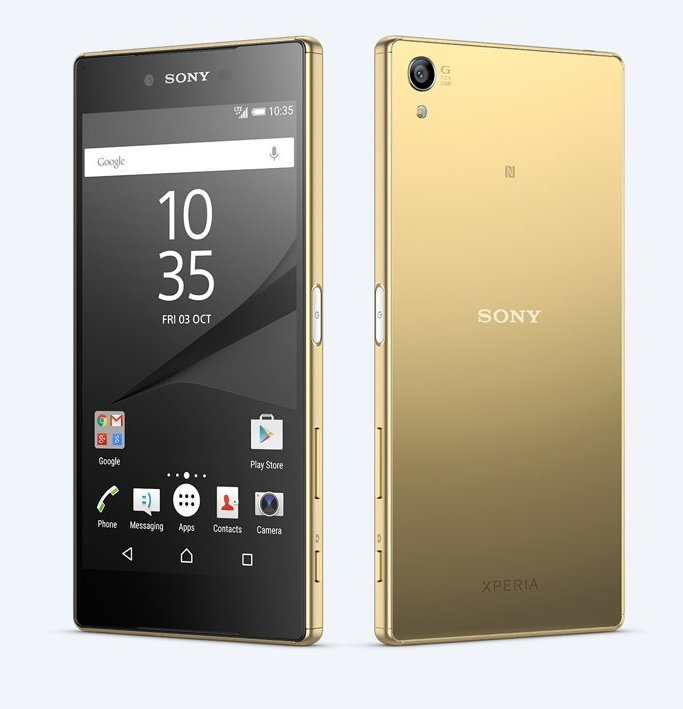 SONY
LTE 10:35
Google
10
35
FRI 03 OCT
Google
Play Store
Phone
Messaging
Apps
Contacts
Camera
G
SONY
XPERIA